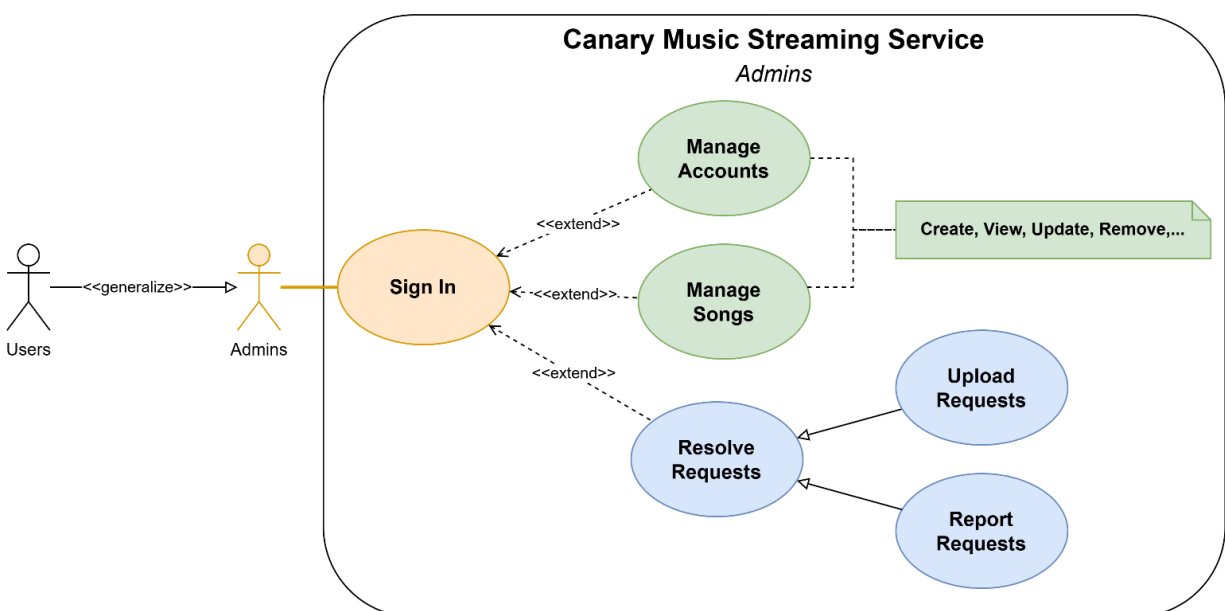 Canary Music Streaming Service
Admins
Manage
Accounts
<<extend>>
Create, View, Update, Remove,...
<<generalize>>
Users
Admins
Sign In
<<extend>>
Manage
Songs
<<extend>>
Upload
Requests
Resolve
Requests
Report
Requests